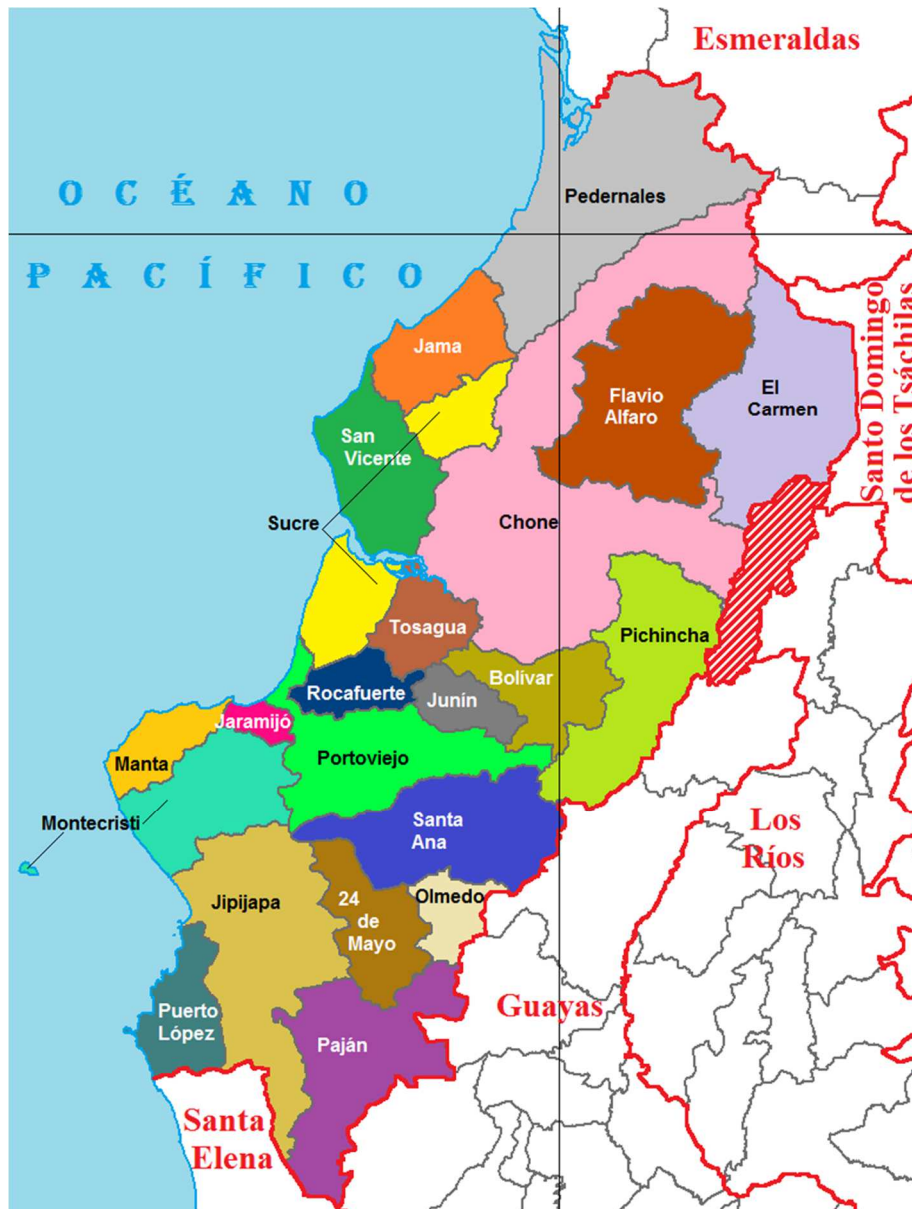 Esmeraldas
OCÉANO
Pedernales
PACÍFICO
Santo Domingo
de los Tsáchilas
Jama
Flavio
Alfaro
El
Carmen
San
Vicente
Sucre
Chone
Tosagua
Pichincha
Bolívar
Rocafuerte
Junín
Jaramijó
Manta
Portoviejo
Montecristi
Santa
Ana
Los
Ríos
Jipijapa
24
de
Mayo
Olmedo
Puerto
López
Guayas
Paján
Santa
Elena